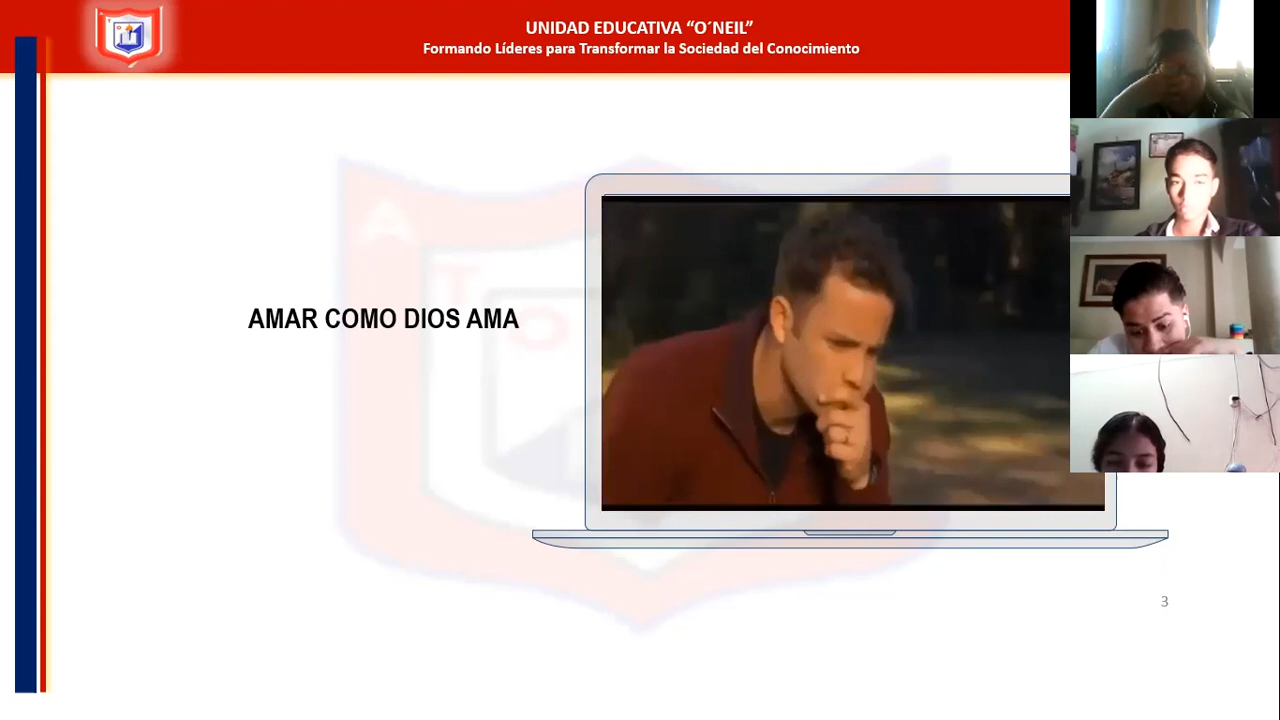 UNIDAD EDUCATIVA “O´NEIL”
Formando Líderes para Transformar la Sociedad del Conocimiento
AMAR COMO DIOS AMA
A
T
O
3